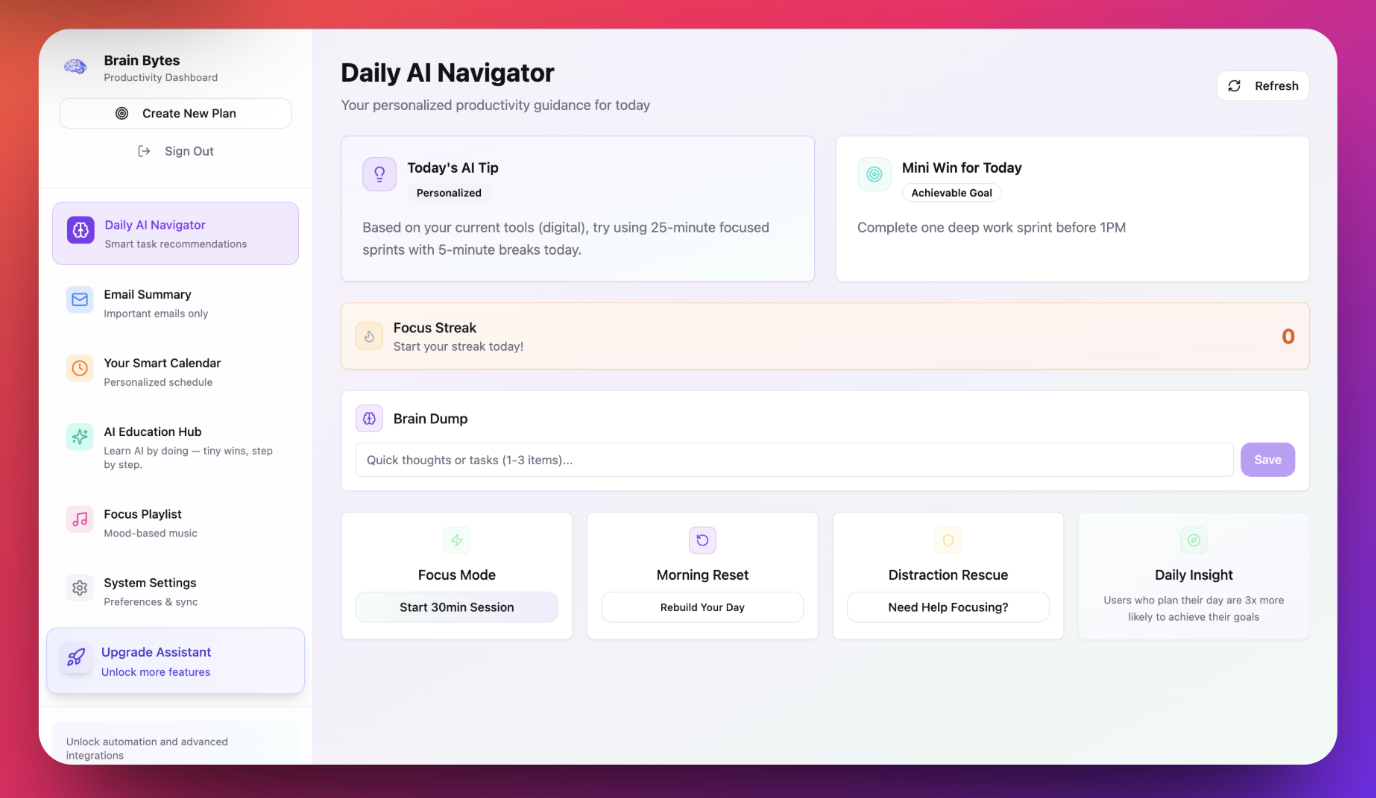 Brain Bytes
Productivity Dashboard
Create New Plan
Sign Out
Daily AI Navigator
Smart task recommendations
Email Summary
Important emails only
Your Smart Calendar
Personalized schedule
AI Education Hub
Learn AI by doing — tiny wins, step
by step.
Focus Playlist
Mood-based music
System Settings
Preferences & sync
Upgrade Assistant
Unlock more features
Unlock automation and advanced
integrations
Daily AI Navigator
Your personalized productivity guidance for today
Refresh
Today's AI Tip
Personalized
Based on your current tools (digital), try using 25-minute focused
sprints with 5-minute breaks today.
Mini Win for Today
Achievable Goal
Complete one deep work sprint before 1PM
Focus Streak
Start your streak today!
0
Brain Dump
Quick thoughts or tasks (1-3 items)...
Save
Focus Mode
Start 30min Session
Morning Reset
Rebuild Your Day
Distraction Rescue
Need Help Focusing?
Daily Insight
Users who plan their day are 3x more
likely to achieve their goals